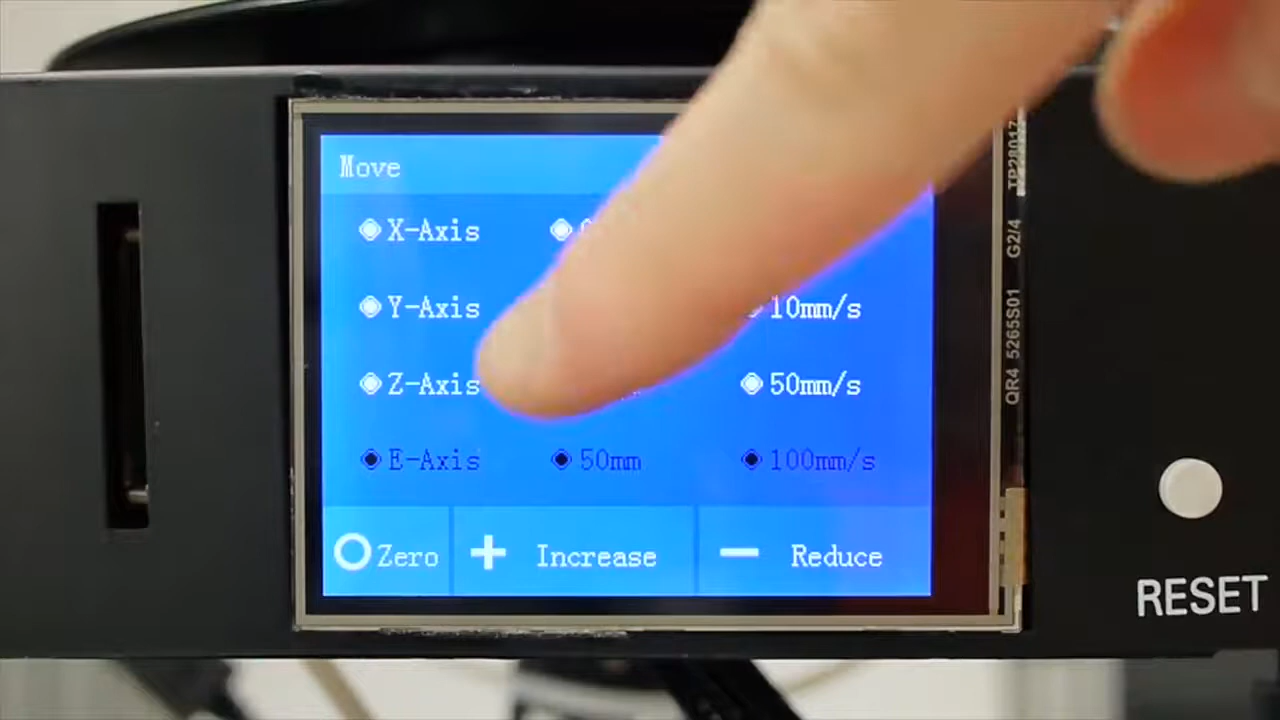 Move
X-Axis
Y-Axis 10mm/s
Z-Axis 50mm/s
E-Axis 50mm 100mm/s
Zero Increase Reduce
QR4 5265S01 G2/4 TP28017
RESET